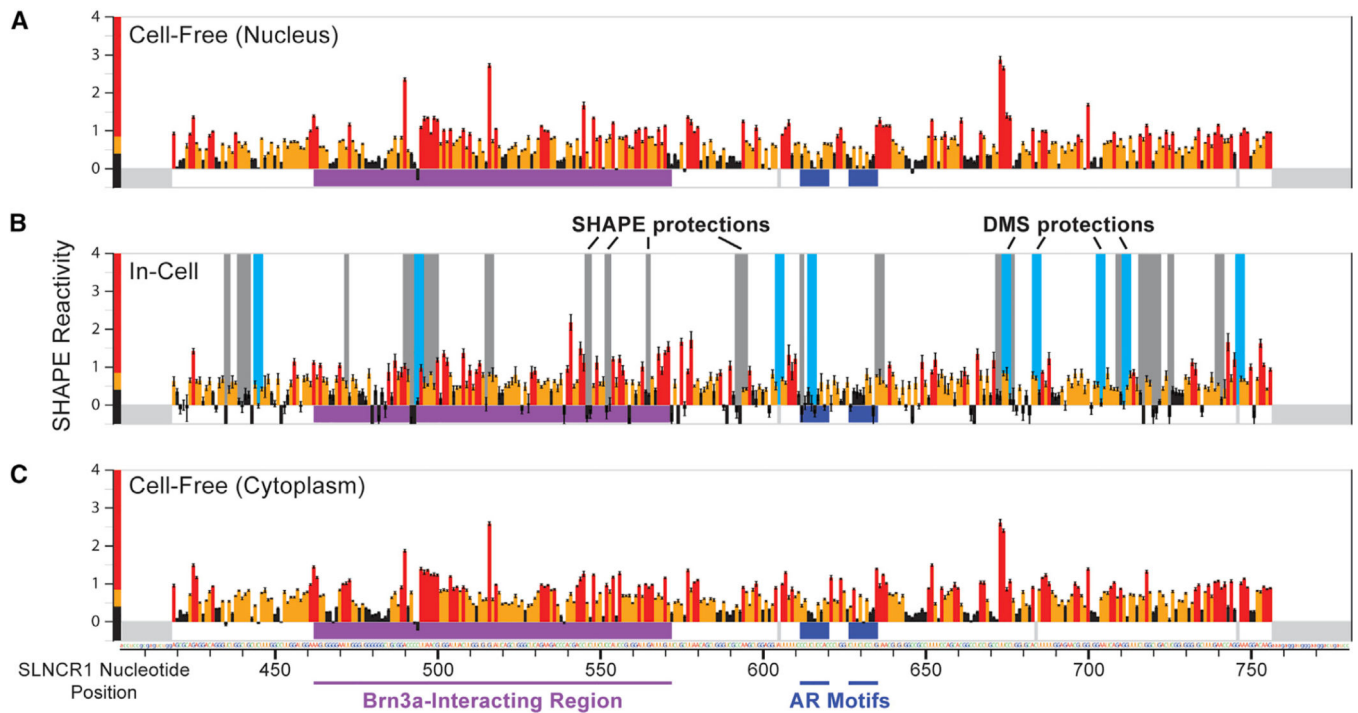 A
4
Cell-Free (Nucleus)
3
2
1
0
B
SHAPE protections
DMS protections
SHAPE Reactivity
4
In-Cell
3
2
1
0
C
4
Cell-Free (Cytoplasm)
3
2
1
0
SLNCR1 Nucleotide
Position
450
500
550
600
650
700
750
Brn3a-Interacting Region
AR Motifs